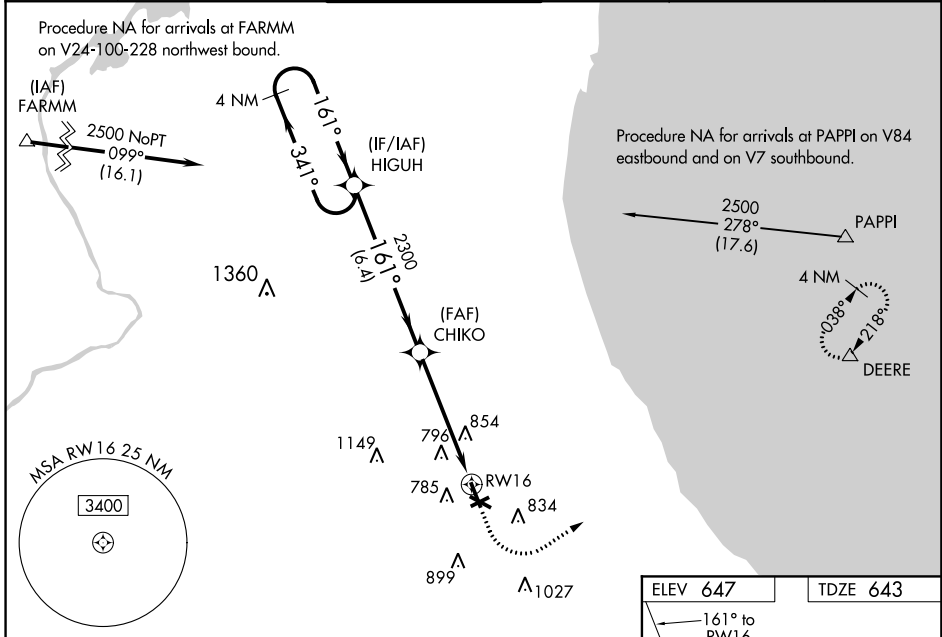 Procedure NA for arrivals at FARMM
on V24-100-228 northwest bound.
(IAF)
FARMM
2500 NoPT
099°
(16.1)
4 NM
161°
341°
(IF/IAF)
HIGUH
Procedure NA for arrivals at PAPPI on V84
eastbound and on V7 southbound.
2500
278°
(17.6)
PAPPI
4 NM
038°
218°
DEERE
2300
161°
(6.4)
1360
(FAF)
CHIKO
854
796
1149
785
RW16
834
899
1027
MSA RW16 25 NM
3400
ELEV 647
TDZE 643
161° to
RW16